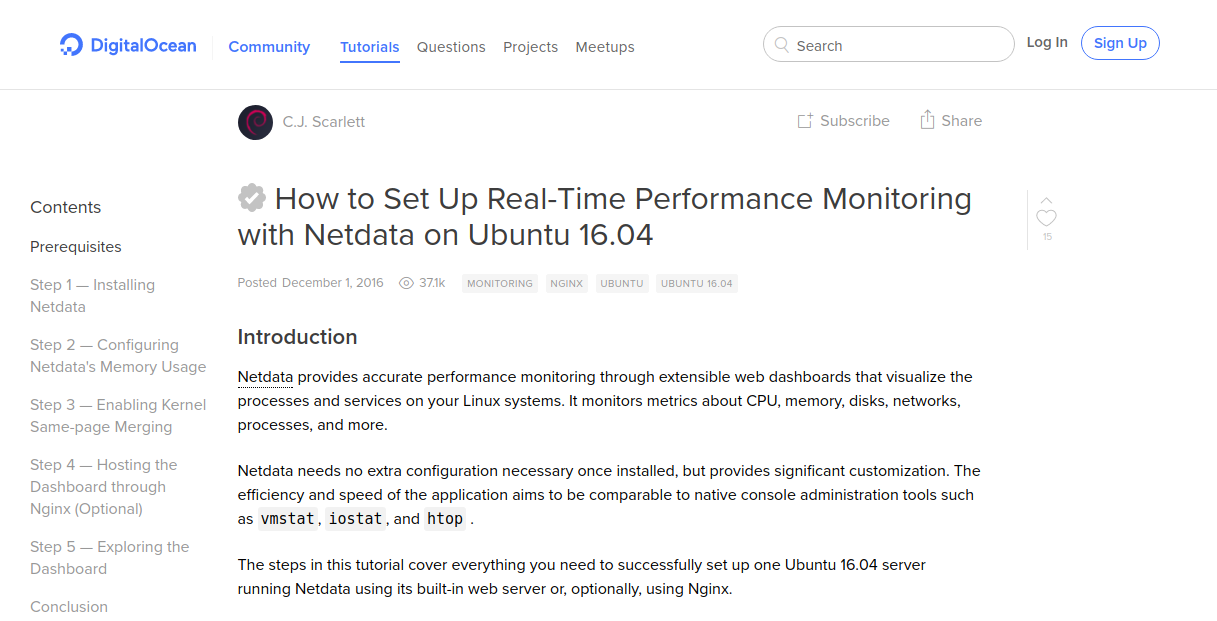 DigitalOcean Community Tutorials Questions Projects Meetups Search Log In Sign Up
C.J. Scarlett Subscribe Share
Contents
Prerequisites
Step 1 — Installing
Netdata
Step 2 — Configuring
Netdata's Memory Usage
Step 3 — Enabling Kernel
Same-page Merging
Step 4 — Hosting the
Dashboard through
Nginx (Optional)
Step 5 — Exploring the
Dashboard
Conclusion
How to Set Up Real-Time Performance Monitoring
with Netdata on Ubuntu 16.04
15
Posted December 1, 2016 37.1k MONITORING NGINX UBUNTU UBUNTU 16.04
Introduction
Netdata provides accurate performance monitoring through extensible web dashboards that visualize the
processes and services on your Linux systems. It monitors metrics about CPU, memory, disks, networks,
processes, and more.
Netdata needs no extra configuration necessary once installed, but provides significant customization. The
efficiency and speed of the application aims to be comparable to native console administration tools such
as vmstat, iostat, and htop .
The steps in this tutorial cover everything you need to successfully set up one Ubuntu 16.04 server
running Netdata using its built-in web server or, optionally, using Nginx.